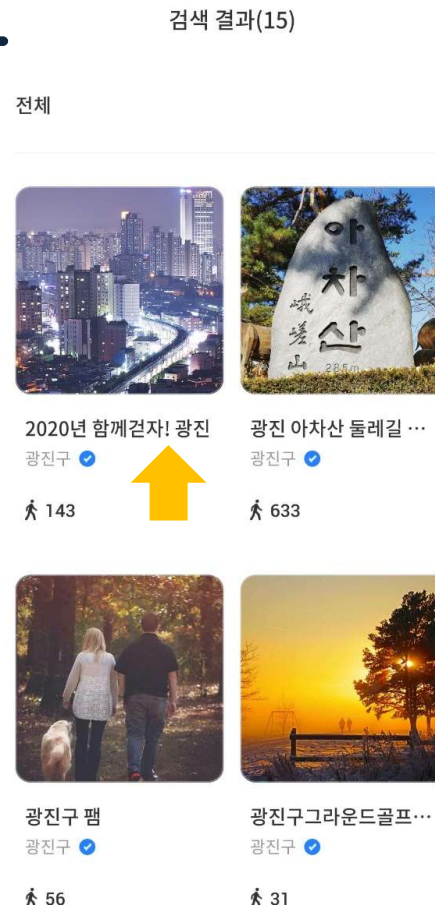 검색 결과(15)
전체
아
차
산
峨
嵯
山
285m
2020년 함께걷자! 광진
광진구
143
광진 아차산 둘레길 …
광진구
633
광진구 팸
광진구
56
광진구그라운드골프…
광진구
31